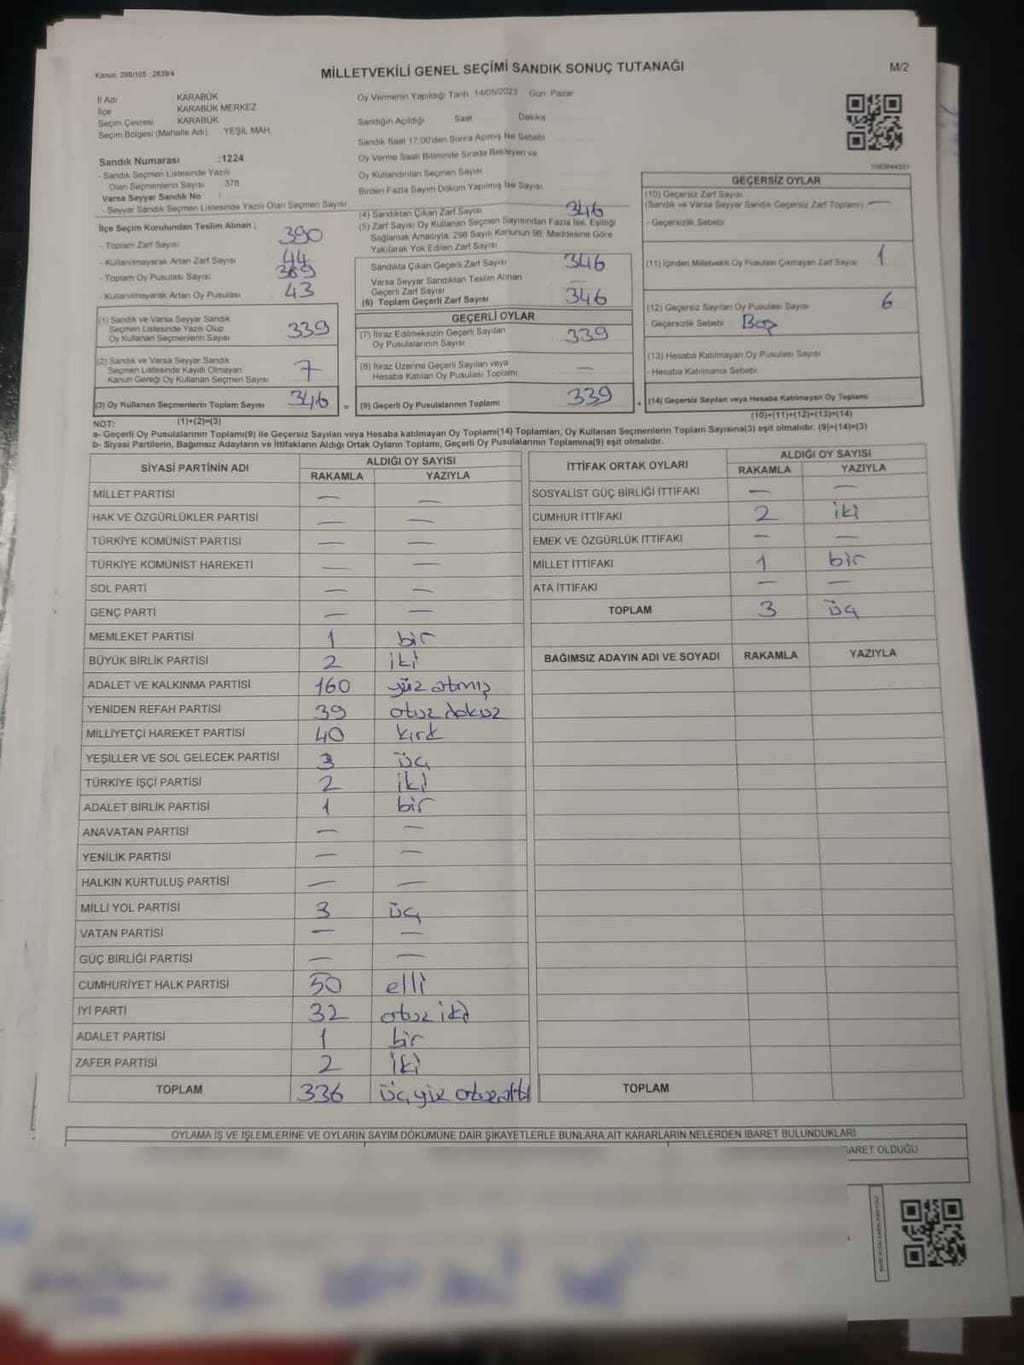 Kanun: 298/105 ; 2839/4
MİLLETVEKİLİ GENEL SEÇİMİ SANDIK SONUÇ TUTANAĞI
M/2
İl Adı : KARABÜK
İlçe : KARABÜK MERKEZ
Seçim Çevresi : KARABÜK
Seçim Bölgesi (Mahalle Adı) : YEŞİL MAH
Sandık Numarası : 1224
- Sandık Seçmen Listesinde Yazılı
Olan Seçmenlerin Sayısı : 378
Varsa Seyyar Sandık No :
- Seyyar Sandık Seçmen Listesinde Yazılı Olan Seçmen Sayısı
Oy Vermenin Yapıldığı Tarih 14/05/2023 Gün: Pazar
Sandığın Açıldığı Saat Dakika
Sandık Saat 17:00'den Sonra Açılmış İse Sebebi
Oy Verme Saati Bitiminde Sırada Bekleyen ve
Oy Kullandırılan Seçmen Sayısı
Birden Fazla Sayım Döküm Yapılmış İse Sayısı
İlçe Seçim Kurulundan Teslim Alınan ;
- Toplam Zarf Sayısı 390
- Kullanılmayarak Artan Zarf Sayısı 44
- Toplam Oy Pusulası Sayısı 389
- Kullanılmayarak Artan Oy Pusulası 43
(1) Sandık ve Varsa Seyyar Sandık
Seçmen Listesinde Yazılı Olup
Oy Kullanan Seçmenlerin Sayısı 339
(2) Sandık ve Varsa Seyyar Sandık
Seçmen Listesinde Kayıtlı Olmayan
Kanun Gereği Oy Kullanan Seçmen Sayısı 7
(3) Oy Kullanan Seçmenlerin Toplam Sayısı 346 =
(1)+(2)=(3)
(4) Sandıktan Çıkan Zarf Sayısı 346
(5) Zarf Sayısı Oy Kullanan Seçmen Sayısından Fazla İse, Eşitliği
Sağlamak Amacıyla, 298 Sayılı Kanunun 98. Maddesine Göre
Yakılarak Yok Edilen Zarf Sayısı
Sandıkta Çıkan Geçerli Zarf Sayısı 346
Varsa Seyyar Sandıktan Teslim Alınan
Geçerli Zarf Sayısı —
(6) Toplam Geçerli Zarf Sayısı 346
GEÇERLİ OYLAR
(7) İtiraz Edilmeksizin Geçerli Sayılan
Oy Pusulalarının Sayısı 339
(8) İtiraz Üzerine Geçerli Sayılan veya
Hesaba Katılan Oy Pusulası Toplamı —
(9) Geçerli Oy Pusulalarının Toplamı 339 +
GEÇERSİZ OYLAR
(10) Geçersiz Zarf Sayısı
(Sandık ve Varsa Seyyar Sandık Geçersiz Zarf Toplamı) —
- Geçersizlik Sebebi
(11) İçinden Milletvekili Oy Pusulası Çıkmayan Zarf Sayısı 1
(12) Geçersiz Sayılan Oy Pusulası Sayısı 6
- Geçersizlik Sebebi Boş
(13) Hesaba Katılmayan Oy Pusulası Sayısı
- Hesaba Katılmama Sebebi
(14) Geçersiz Sayılan veya Hesaba Katılmayan Oy Toplamı
(10)+(11)+(12)+(13)=(14)
NOT:
a- Geçerli Oy Pusulalarının Toplamı(9) ile Geçersiz Sayılan veya Hesaba katılmayan Oy Toplamı(14) Toplamları, Oy Kullanan Seçmenlerin Toplam Sayısına(3) eşit olmalıdır. (9)+(14)=(3)
b- Siyasi Partilerin, Bağımsız Adayların ve İttifakların Aldığı Ortak Oyların Toplamı, Geçerli Oy Pusulalarının Toplamına(9) eşit olmalıdır.
SİYASİ PARTİNİN ADI ALDIĞI OY SAYISI
RAKAMLA YAZIYLA
MİLLET PARTİSİ — —
HAK VE ÖZGÜRLÜKLER PARTİSİ — —
TÜRKİYE KOMÜNİST PARTİSİ — —
TÜRKİYE KOMÜNİST HAREKETİ — —
SOL PARTİ — —
GENÇ PARTİ — —
MEMLEKET PARTİSİ 1 bir
BÜYÜK BİRLİK PARTİSİ 2 iki
ADALET VE KALKINMA PARTİSİ 160 yüz atmış
YENİDEN REFAH PARTİSİ 39 otuz dokuz
MİLLİYETÇİ HAREKET PARTİSİ 40 kırk
YEŞİLLER VE SOL GELECEK PARTİSİ 3 üç
TÜRKİYE İŞÇİ PARTİSİ 2 iki
ADALET BİRLİK PARTİSİ 1 bir
ANAVATAN PARTİSİ — —
YENİLİK PARTİSİ — —
HALKIN KURTULUŞ PARTİSİ — —
MİLLİ YOL PARTİSİ 3 üç
VATAN PARTİSİ — —
GÜÇ BİRLİĞİ PARTİSİ — —
CUMHURİYET HALK PARTİSİ 50 elli
İYİ PARTİ 32 otuz iki
ADALET PARTİSİ 1 bir
ZAFER PARTİSİ 2 iki
TOPLAM 336 üçyüz otuzaltı
İTTİFAK ORTAK OYLARI ALDIĞI OY SAYISI
RAKAMLA YAZIYLA
SOSYALİST GÜÇ BİRLİĞİ İTTİFAKI — —
CUMHUR İTTİFAKI 2 iki
EMEK VE ÖZGÜRLÜK İTTİFAKI — —
MİLLET İTTİFAKI 1 bir
ATA İTTİFAKI — —
TOPLAM 3 üç
BAĞIMSIZ ADAYIN ADI VE SOYADI RAKAMLA YAZIYLA
TOPLAM
OYLAMA İŞ VE İŞLEMLERİNE VE OYLARIN SAYIM DÖKÜMÜNE DAİR ŞİKAYETLERLE BUNLARA AİT KARARLARIN NELERDEN İBARET BULUNDUKLARI